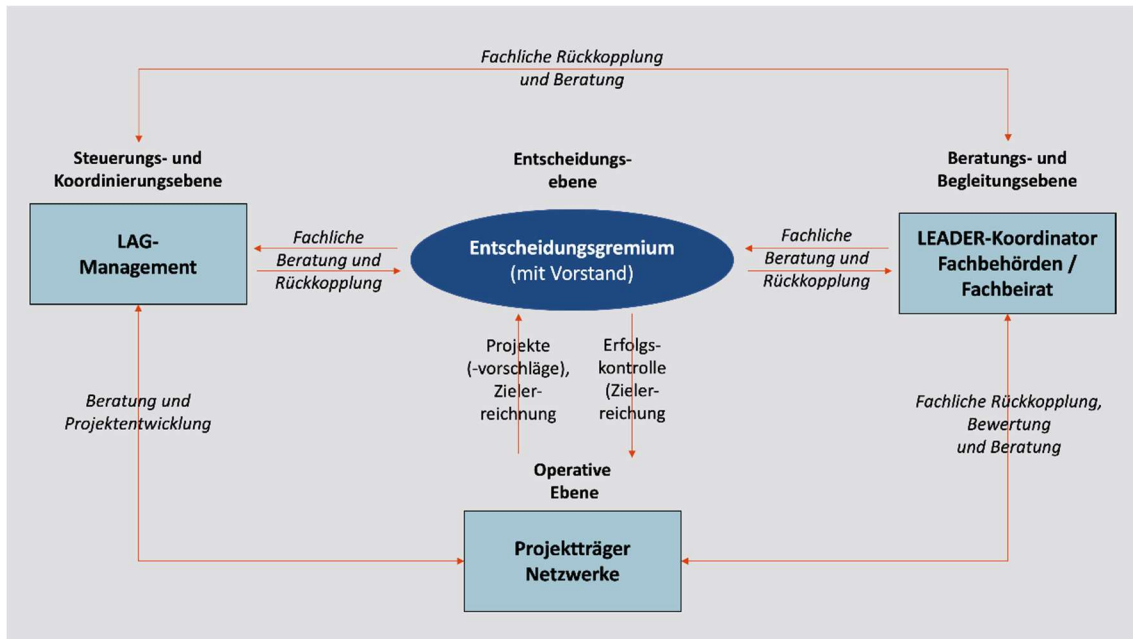 Fachliche Rückkopplung
und Beratung
Steuerungs- und
Koordinierungsebene
Entscheidungs-
ebene
Beratungs- und
Begleitungsebene
LAG-
Management
Fachliche
Beratung und
Rückkopplung
Entscheidungsgremium
(mit Vorstand)
Fachliche
Beratung und
Rückkopplung
LEADER-Koordinator
Fachbehörden /
Fachbeirat
Projekte
(-vorschläge),
Zieler-
reichnung
Erfolgs-
kontrolle
(Zieler-
reichung
Beratung und
Projektentwicklung
Fachliche Rückkopplung,
Bewertung
und Beratung
Operative
Ebene
Projektträger
Netzwerke